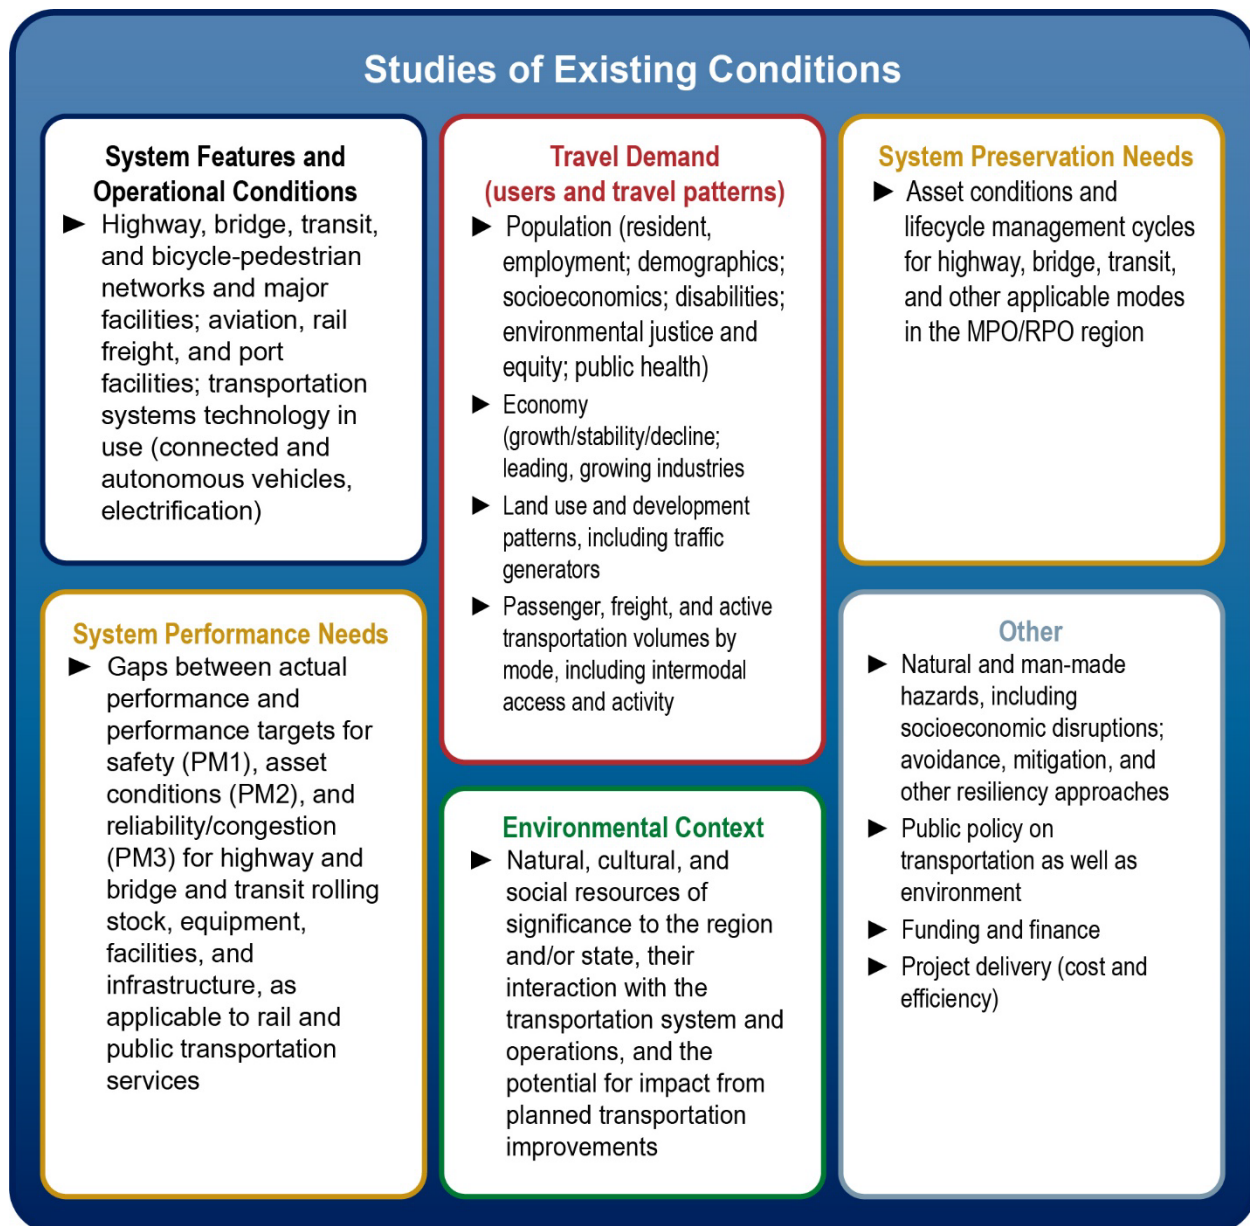 Studies of Existing Conditions
System Features and
Operational Conditions
► Highway, bridge, transit,
and bicycle-pedestrian
networks and major
facilities; aviation, rail
freight, and port
facilities; transportation
systems technology in
use (connected and
autonomous vehicles,
electrification)
Travel Demand
(users and travel patterns)
► Population (resident,
employment; demographics;
socioeconomics; disabilities;
environmental justice and
equity; public health)
► Economy
(growth/stability/decline;
leading, growing industries
► Land use and development
patterns, including traffic
generators
► Passenger, freight, and active
transportation volumes by
mode, including intermodal
access and activity
System Preservation Needs
► Asset conditions and
lifecycle management cycles
for highway, bridge, transit,
and other applicable modes
in the MPO/RPO region
System Performance Needs
► Gaps between actual
performance and
performance targets for
safety (PM1), asset
conditions (PM2), and
reliability/congestion
(PM3) for highway and
bridge and transit rolling
stock, equipment,
facilities, and
infrastructure, as
applicable to rail and
public transportation
services
Environmental Context
► Natural, cultural, and
social resources of
significance to the region
and/or state, their
interaction with the
transportation system and
operations, and the
potential for impact from
planned transportation
improvements
Other
► Natural and man-made
hazards, including
socioeconomic disruptions;
avoidance, mitigation, and
other resiliency approaches
► Public policy on
transportation as well as
environment
► Funding and finance
► Project delivery (cost and
efficiency)